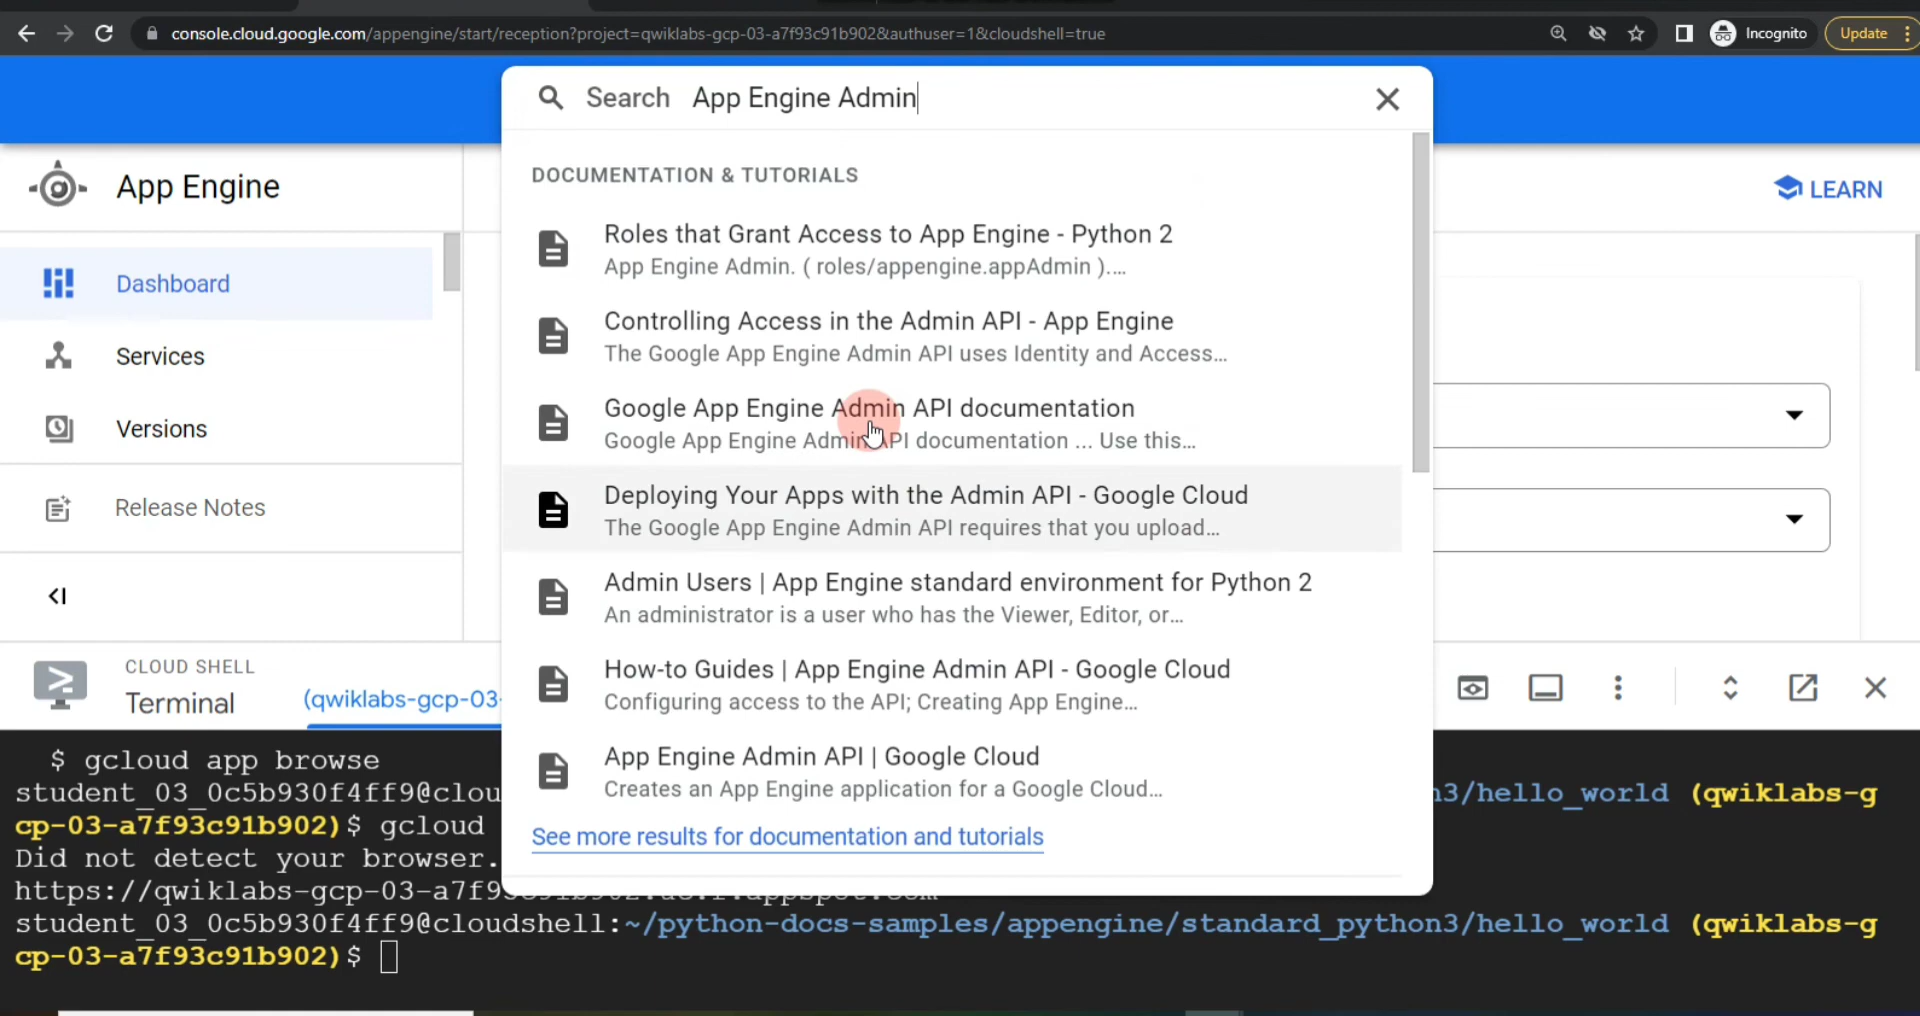 console.cloud.google.com/appengine/start/reception?project=qwiklabs-gcp-03-a7f93c91b902&authuser=1&cloudshell=true
Incognito
Update
Search App Engine Admin
App Engine
LEARN
DOCUMENTATION & TUTORIALS
Roles that Grant Access to App Engine - Python 2
App Engine Admin. ( roles/appengine.appAdmin )....
Controlling Access in the Admin API - App Engine
The Google App Engine Admin API uses Identity and Access...
Google App Engine Admin API documentation
Google App Engine Admin API documentation ... Use this...
Deploying Your Apps with the Admin API - Google Cloud
The Google App Engine Admin API requires that you upload...
Admin Users | App Engine standard environment for Python 2
An administrator is a user who has the Viewer, Editor, or...
How-to Guides | App Engine Admin API - Google Cloud
Configuring access to the API; Creating App Engine...
App Engine Admin API | Google Cloud
Creates an App Engine application for a Google Cloud...
See more results for documentation and tutorials
Dashboard
Services
Versions
Release Notes
CLOUD SHELL
Terminal
(qwiklabs-gcp-03-
$ gcloud app browse
student_03_0c5b930f4ff9@clou n3/hello_world (qwiklabs-g
cp-03-a7f93c91b902)$ gcloud
Did not detect your browser.
https://qwiklabs-gcp-03-a7f9
student_03_0c5b930f4ff9@cloudshell:~/python-docs-samples/appengine/standard_python3/hello_world (qwiklabs-g
cp-03-a7f93c91b902)$